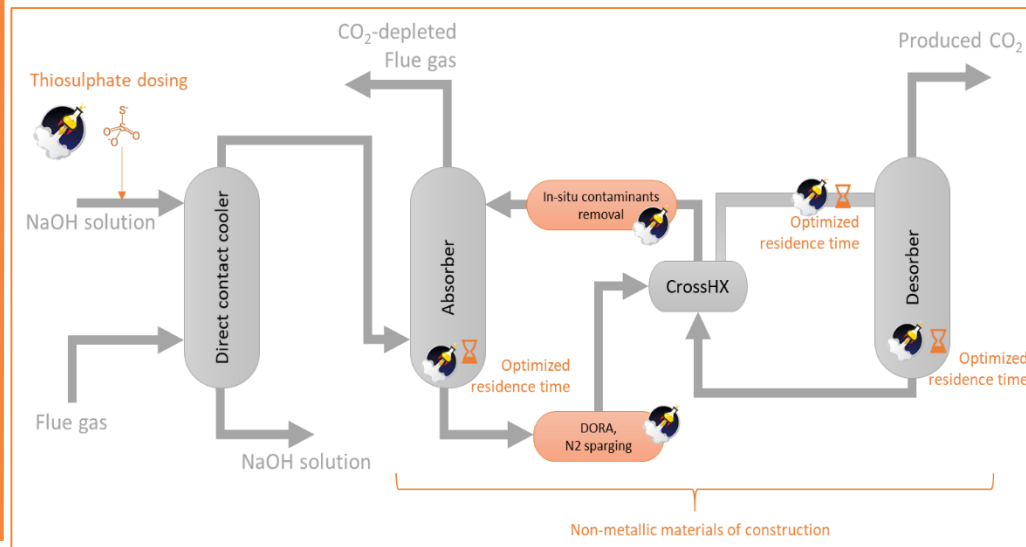 CO₂-depleted
Flue gas
Produced CO₂
Thiosulphate dosing
S⁻
S
O
O
⁻O
NaOH solution
Direct contact cooler
Flue gas
NaOH solution
Absorber
Optimized
residence time
In-situ contaminants
removal
CrossHX
DORA,
N2 sparging
Optimized
residence time
Desorber
Optimized
residence time
Non-metallic materials of construction